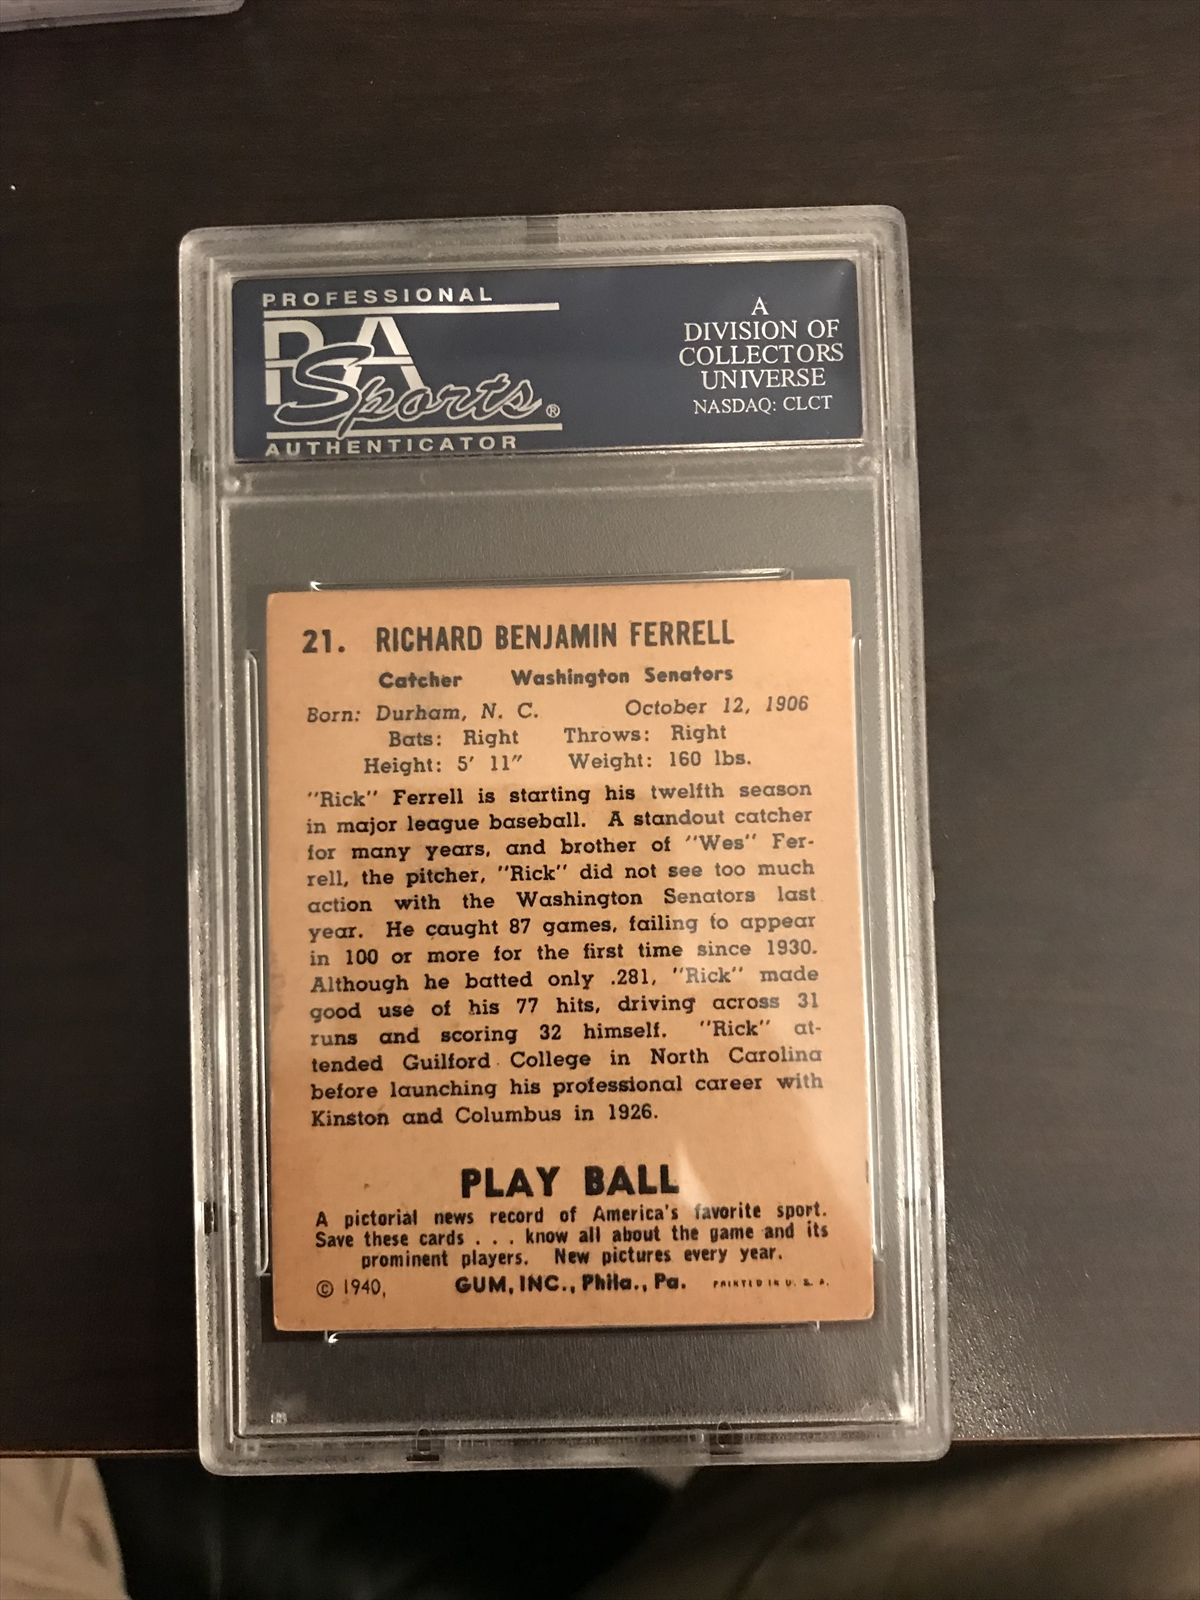 PROFESSIONAL
PSA
Sports®
AUTHENTICATOR
A
DIVISION OF
COLLECTORS
UNIVERSE
NASDAQ: CLCT
21. RICHARD BENJAMIN FERRELL
Catcher Washington Senators
Born: Durham, N. C. October 12, 1906
Bats: Right Throws: Right
Height: 5' 11" Weight: 160 lbs.
"Rick" Ferrell is starting his twelfth season
in major league baseball. A standout catcher
for many years, and brother of "Wes" Fer-
rell, the pitcher, "Rick" did not see too much
action with the Washington Senators last
year. He caught 87 games, failing to appear
in 100 or more for the first time since 1930.
Although he batted only .281, "Rick" made
good use of his 77 hits, driving across 31
runs and scoring 32 himself. "Rick" at-
tended Guilford College in North Carolina
before launching his professional career with
Kinston and Columbus in 1926.
PLAY BALL
A pictorial news record of America's favorite sport.
Save these cards . . . know all about the game and its
prominent players. New pictures every year.
© 1940, GUM, INC., Phila., Pa. PRINTED IN U. S. A.